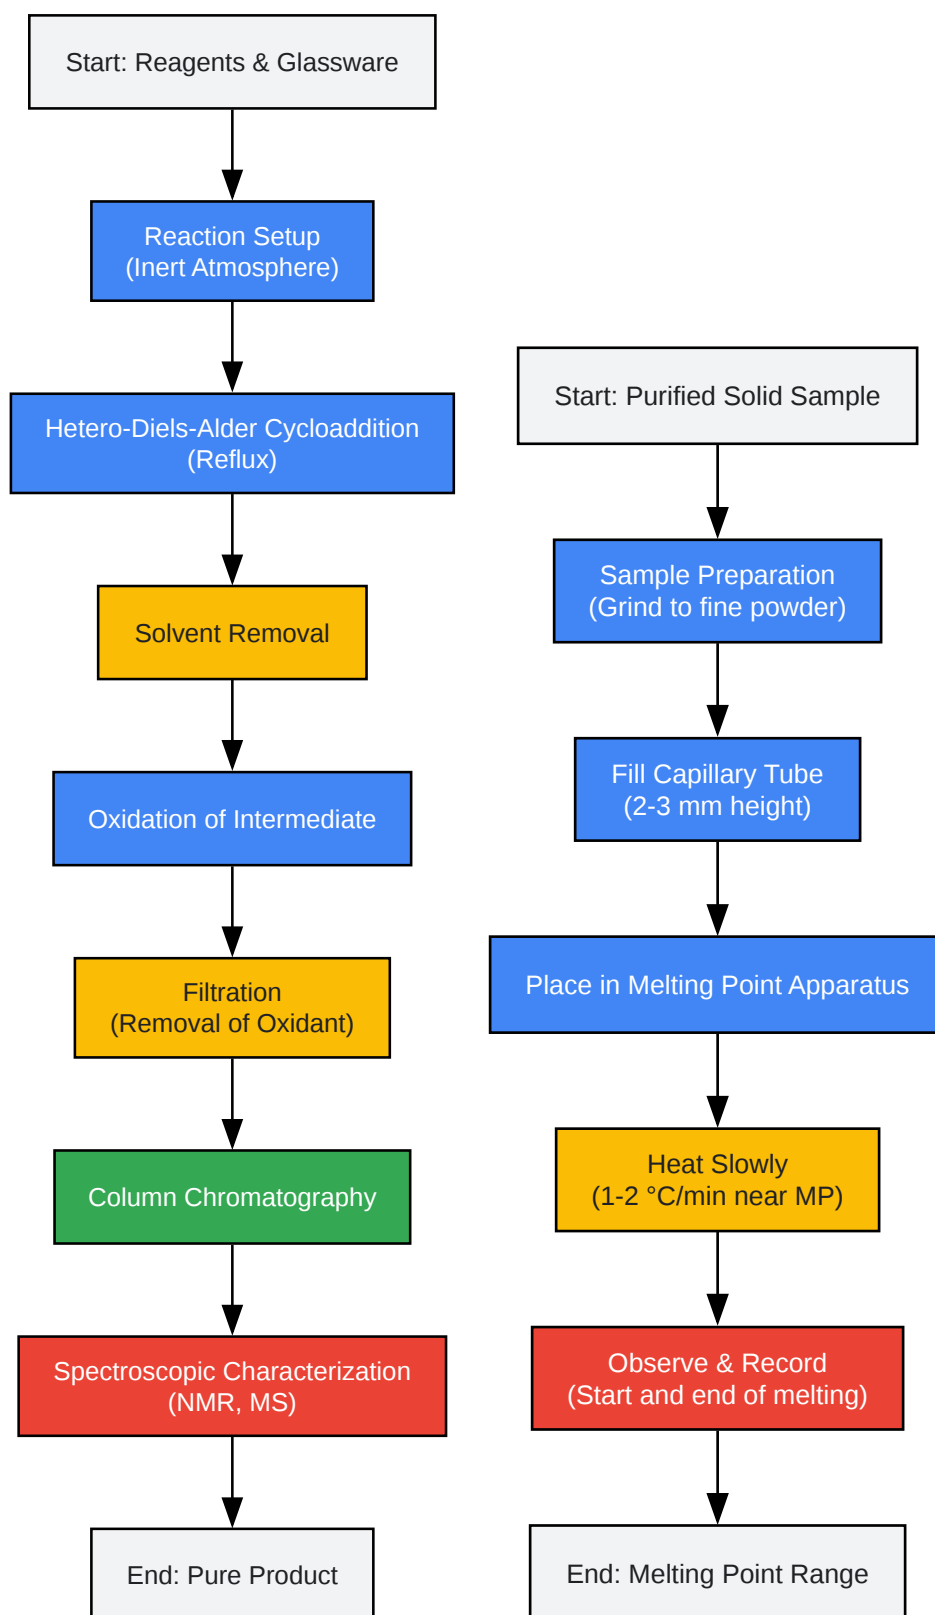 Start: Reagents & Glassware
Reaction Setup
(Inert Atmosphere)
Hetero-Diels-Alder Cycloaddition
(Reflux)
Solvent Removal
Oxidation of Intermediate
Filtration
(Removal of Oxidant)
Column Chromatography
Spectroscopic Characterization
(NMR, MS)
End: Pure Product
Start: Purified Solid Sample
Sample Preparation
(Grind to fine powder)
Fill Capillary Tube
(2-3 mm height)
Place in Melting Point Apparatus
Heat Slowly
(1-2 °C/min near MP)
Observe & Record
(Start and end of melting)
End: Melting Point Range